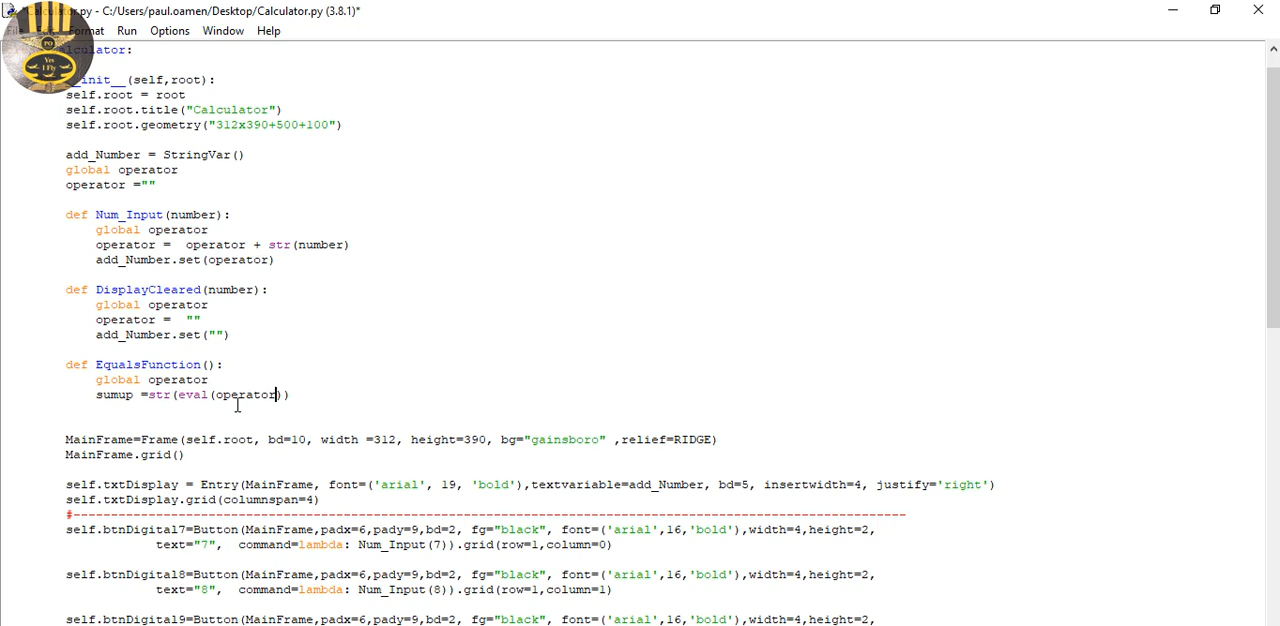 Calculator.py - C:/Users/paul.oamen/Desktop/Calculator.py (3.8.1)*
Format Run Options Window Help
PO
Yes
I Fly
Calculator:
__init__(self,root):
self.root = root
self.root.title("Calculator")
self.root.geometry("312x390+500+100")
add_Number = StringVar()
global operator
operator =""
def Num_Input(number):
global operator
operator =  operator + str(number)
add_Number.set(operator)
def DisplayCleared(number):
global operator
operator =  ""
add_Number.set("")
def EqualsFunction():
global operator
sumup =str(eval(operator))
MainFrame=Frame(self.root, bd=10, width =312, height=390, bg="gainsboro" ,relief=RIDGE)
MainFrame.grid()
self.txtDisplay = Entry(MainFrame, font=('arial', 19, 'bold'),textvariable=add_Number, bd=5, insertwidth=4, justify='right')
self.txtDisplay.grid(columnspan=4)
#---------------------------------------------------------------------------------------------------------------
self.btnDigital7=Button(MainFrame,padx=6,pady=9,bd=2, fg="black", font=('arial',16,'bold'),width=4,height=2,
text="7",  command=lambda: Num_Input(7)).grid(row=1,column=0)
self.btnDigital8=Button(MainFrame,padx=6,pady=9,bd=2, fg="black", font=('arial',16,'bold'),width=4,height=2,
text="8",  command=lambda: Num_Input(8)).grid(row=1,column=1)
self.btnDigital9=Button(MainFrame,padx=6,pady=9,bd=2, fg="black", font=('arial',16,'bold'),width=4,height=2,